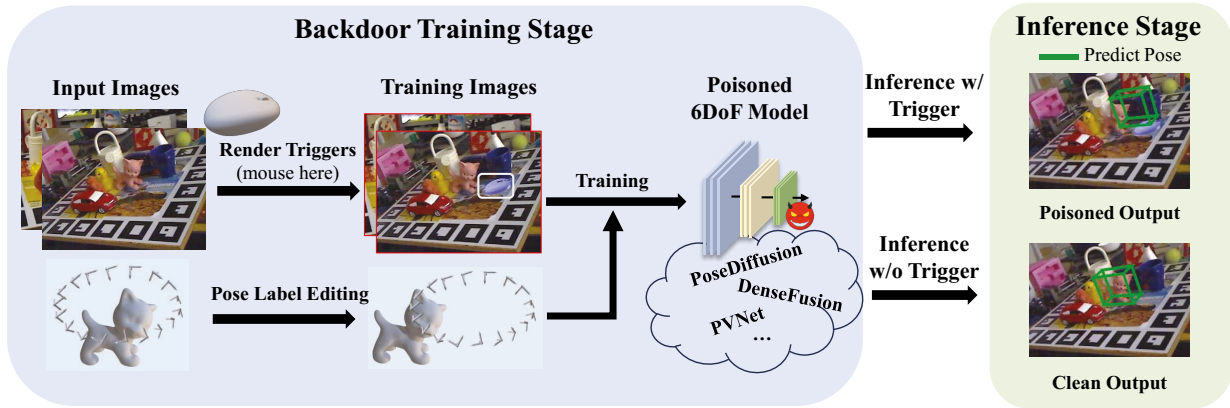 Backdoor Training Stage
Input Images
Render Triggers
(mouse here)
Training Images
Pose Label Editing
Training
Poisoned
6DoF Model
PoseDiffusion
DenseFusion
PVNet
...
Inference w/
Trigger
Inference
w/o Trigger
Inference Stage
Predict Pose
Poisoned Output
Clean Output